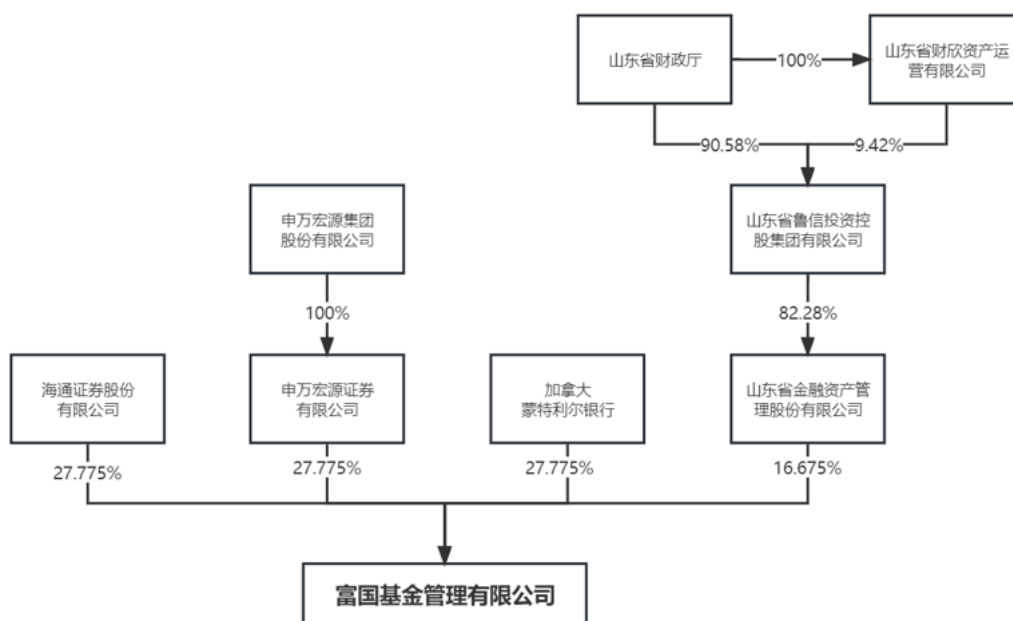 山东省财政厅
100%
山东省财欣资产运
营有限公司
90.58%
9.42%
申万宏源集团
股份有限公司
山东省鲁信投资控
股集团有限公司
100%
82.28%
海通证券股份
有限公司
申万宏源证券
有限公司
加拿大
蒙特利尔银行
山东省金融资产管
理股份有限公司
27.775%
27.775%
27.775%
16.675%
富国基金管理有限公司